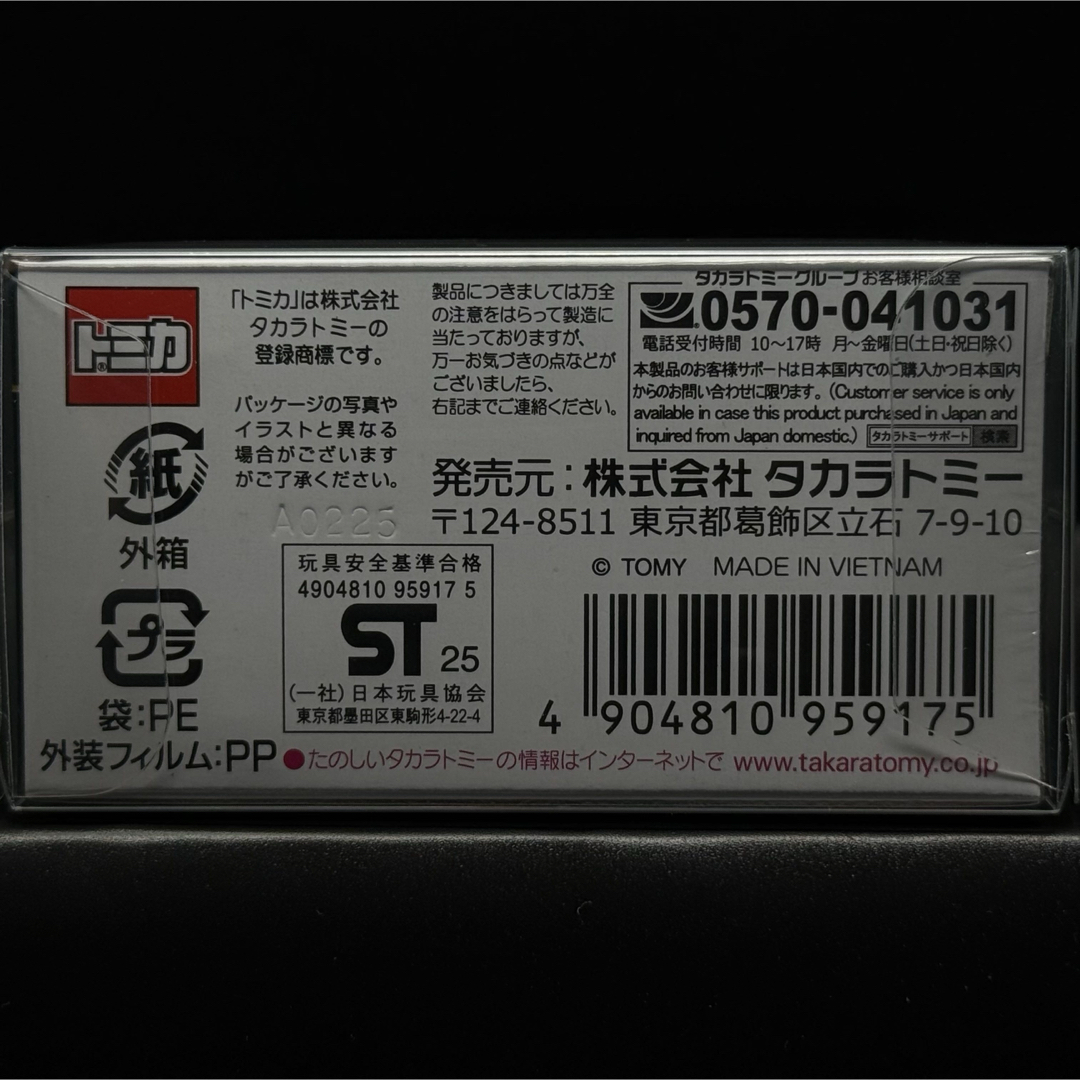 トミカ®
「トミカ」は株式会社
タカラトミーの
登録商標です。
パッケージの写真や
イラストと異なる
場合がございます
がご了承ください。
製品につきましては万全
の注意をはらって製造に
当たっておりますが、
万一お気づきの点などが
ございましたら、
右記までご連絡ください。
タカラトミーグループ お客様相談室
0570-041031
電話受付時間 10〜17時 月〜金曜日(土日・祝日除く)
本製品のお客様サポートは日本国内でのご購入かつ日本国内
からのお問い合わせに限ります。(Customer service is only
available in case this product purchased in Japan and
inquired from Japan domestic.) タカラトミーサポート 検索
発売元:株式会社 タカラトミー
〒124-8511 東京都葛飾区立石 7-9-10
© TOMY MADE IN VIETNAM
紙
外箱
プラ
袋:PE
外装フィルム:PP
A0225
玩具安全基準合格
4904810 95917 5
ST 25
(一社)日本玩具協会
東京都墨田区東駒形4-22-4
4 904810 959175
●たのしいタカラトミーの情報はインターネットで www.takaratomy.co.jp